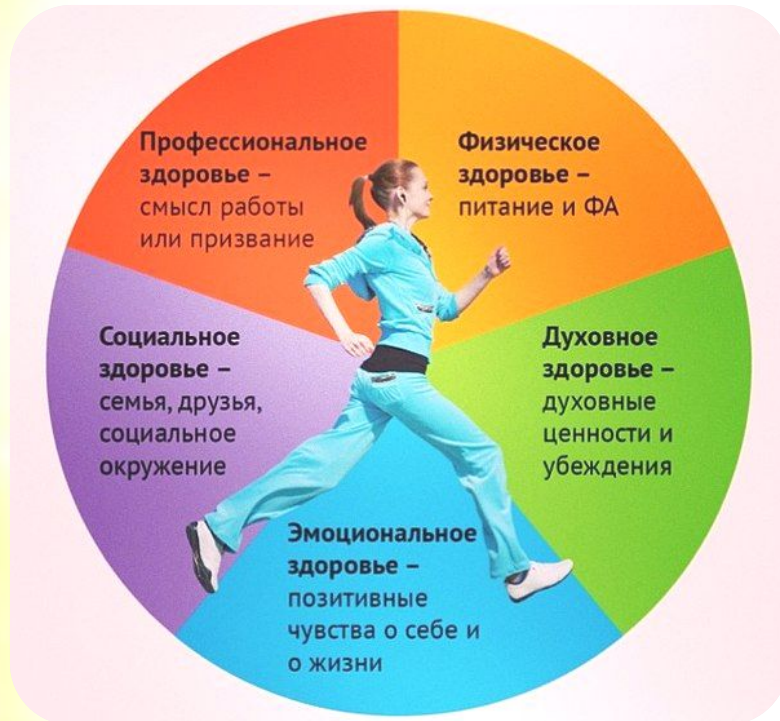 Профессиональное
здоровье –
смысл работы
или призвание
Физическое
здоровье –
питание и ФА
Социальное
здоровье –
семья, друзья,
социальное
окружение
Духовное
здоровье –
духовные
ценности и
убеждения
Эмоциональное
здоровье –
позитивные
чувства о себе и
о жизни